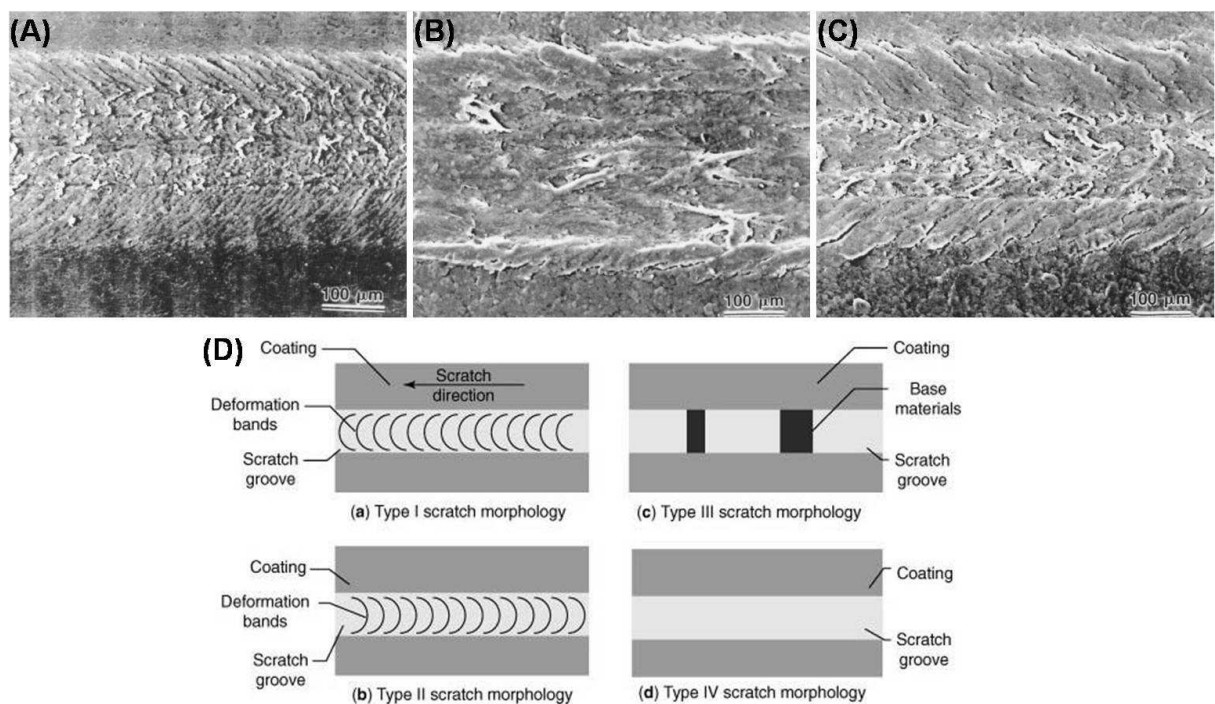 (A)
100 μm
(B)
100 μm
(C)
100 μm
(D)
Coating
Scratch
direction
Deformation
bands
Scratch
groove
(a) Type I scratch morphology
Coating
Base
materials
Scratch
groove
(c) Type III scratch morphology
Coating
Deformation
bands
Scratch
groove
(b) Type II scratch morphology
Coating
Scratch
groove
(d) Type IV scratch morphology